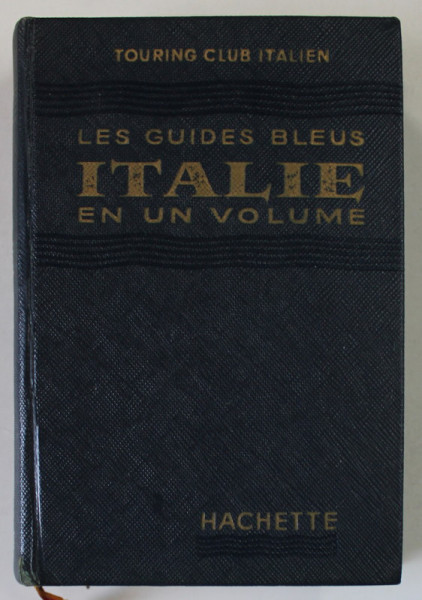 TOURING CLUB ITALIEN
LES GUIDES BLEUS
ITALIE
EN UN VOLUME
HACHETTE